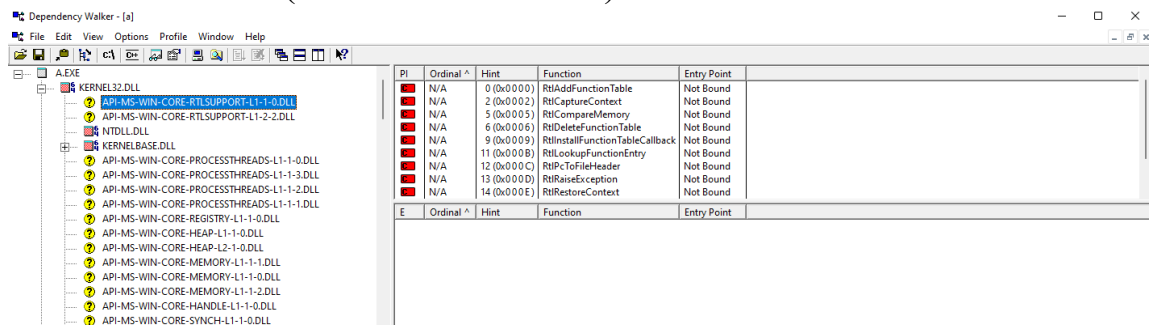 Dependency Walker - [a]
File Edit View Options Profile Window Help
c:\ C++
A.EXE
KERNEL32.DLL
API-MS-WIN-CORE-RTLSUPPORT-L1-1-0.DLL
API-MS-WIN-CORE-RTLSUPPORT-L1-2-2.DLL
NTDLL.DLL
KERNELBASE.DLL
API-MS-WIN-CORE-PROCESSTHREADS-L1-1-0.DLL
API-MS-WIN-CORE-PROCESSTHREADS-L1-1-3.DLL
API-MS-WIN-CORE-PROCESSTHREADS-L1-1-2.DLL
API-MS-WIN-CORE-PROCESSTHREADS-L1-1-1.DLL
API-MS-WIN-CORE-REGISTRY-L1-1-0.DLL
API-MS-WIN-CORE-HEAP-L1-1-0.DLL
API-MS-WIN-CORE-HEAP-L2-1-0.DLL
API-MS-WIN-CORE-MEMORY-L1-1-1.DLL
API-MS-WIN-CORE-MEMORY-L1-1-0.DLL
API-MS-WIN-CORE-MEMORY-L1-1-2.DLL
API-MS-WIN-CORE-HANDLE-L1-1-0.DLL
API-MS-WIN-CORE-SYNCH-L1-1-0.DLL
PI Ordinal ^ Hint Function Entry Point
C N/A 0 (0x0000) RtlAddFunctionTable Not Bound
C N/A 2 (0x0002) RtlCaptureContext Not Bound
C N/A 5 (0x0005) RtlCompareMemory Not Bound
C N/A 6 (0x0006) RtlDeleteFunctionTable Not Bound
C N/A 9 (0x0009) RtlInstallFunctionTableCallback Not Bound
C N/A 11 (0x000B) RtlLookupFunctionEntry Not Bound
C N/A 12 (0x000C) RtlPcToFileHeader Not Bound
C N/A 13 (0x000D) RtlRaiseException Not Bound
C N/A 14 (0x000E) RtlRestoreContext Not Bound
E Ordinal ^ Hint Function Entry Point